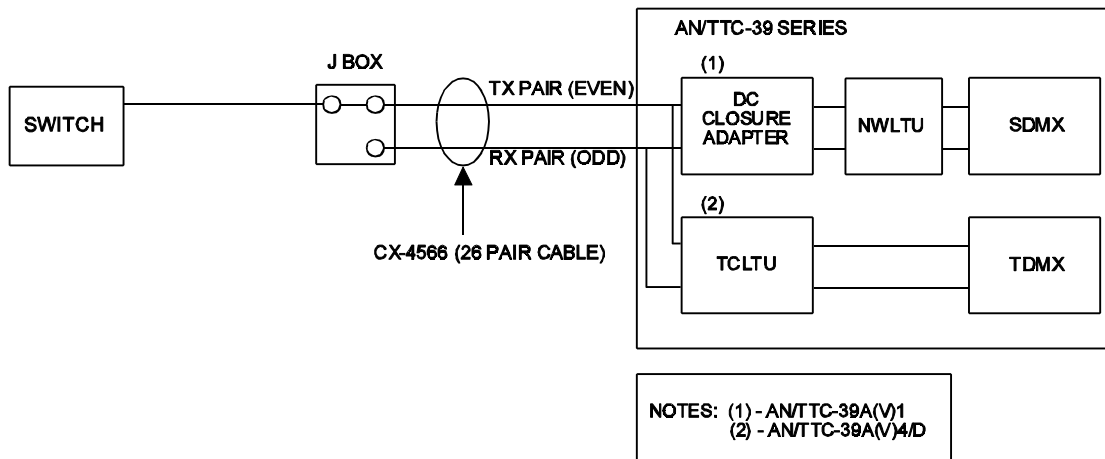 AN/TTC-39 SERIES
J BOX
(1)
TX PAIR (EVEN)
SWITCH
DC
CLOSURE
ADAPTER
NWLTU
SDMX
RX PAIR (ODD)
(2)
CX-4566 (26 PAIR CABLE)
TCLTU
TDMX
NOTES: (1) - AN/TTC-39A(V)1
(2) - AN/TTC-39A(V)4/D